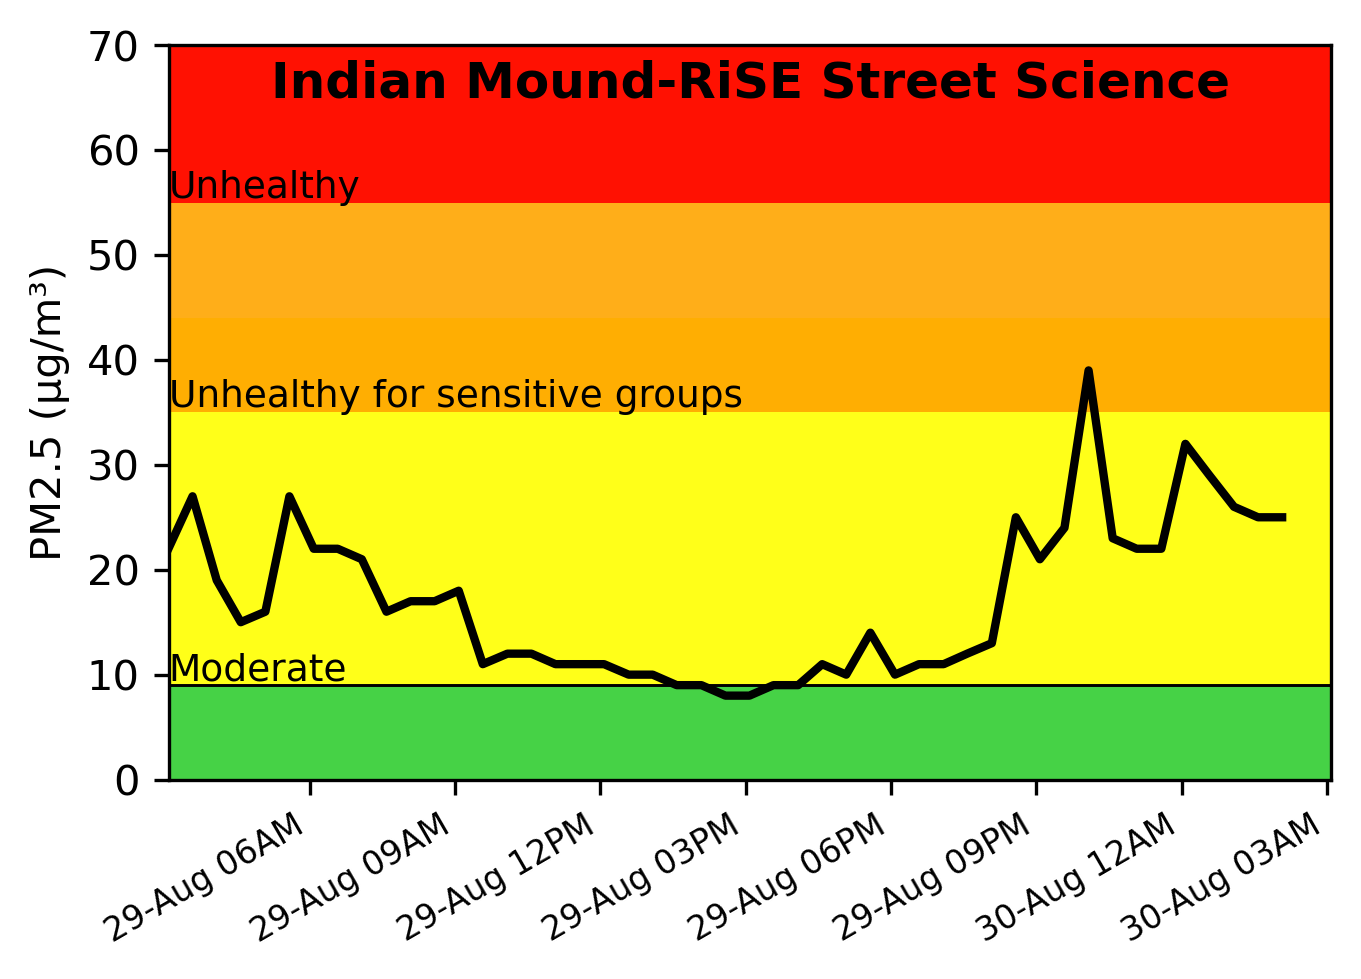 Indian Mound-RiSE Street Science
PM2.5 (µg/m³)
70
60
50
40
30
20
10
0
Unhealthy
Unhealthy for sensitive groups
Moderate
29-Aug 06AM
29-Aug 09AM
29-Aug 12PM
29-Aug 03PM
29-Aug 06PM
29-Aug 09PM
30-Aug 12AM
30-Aug 03AM